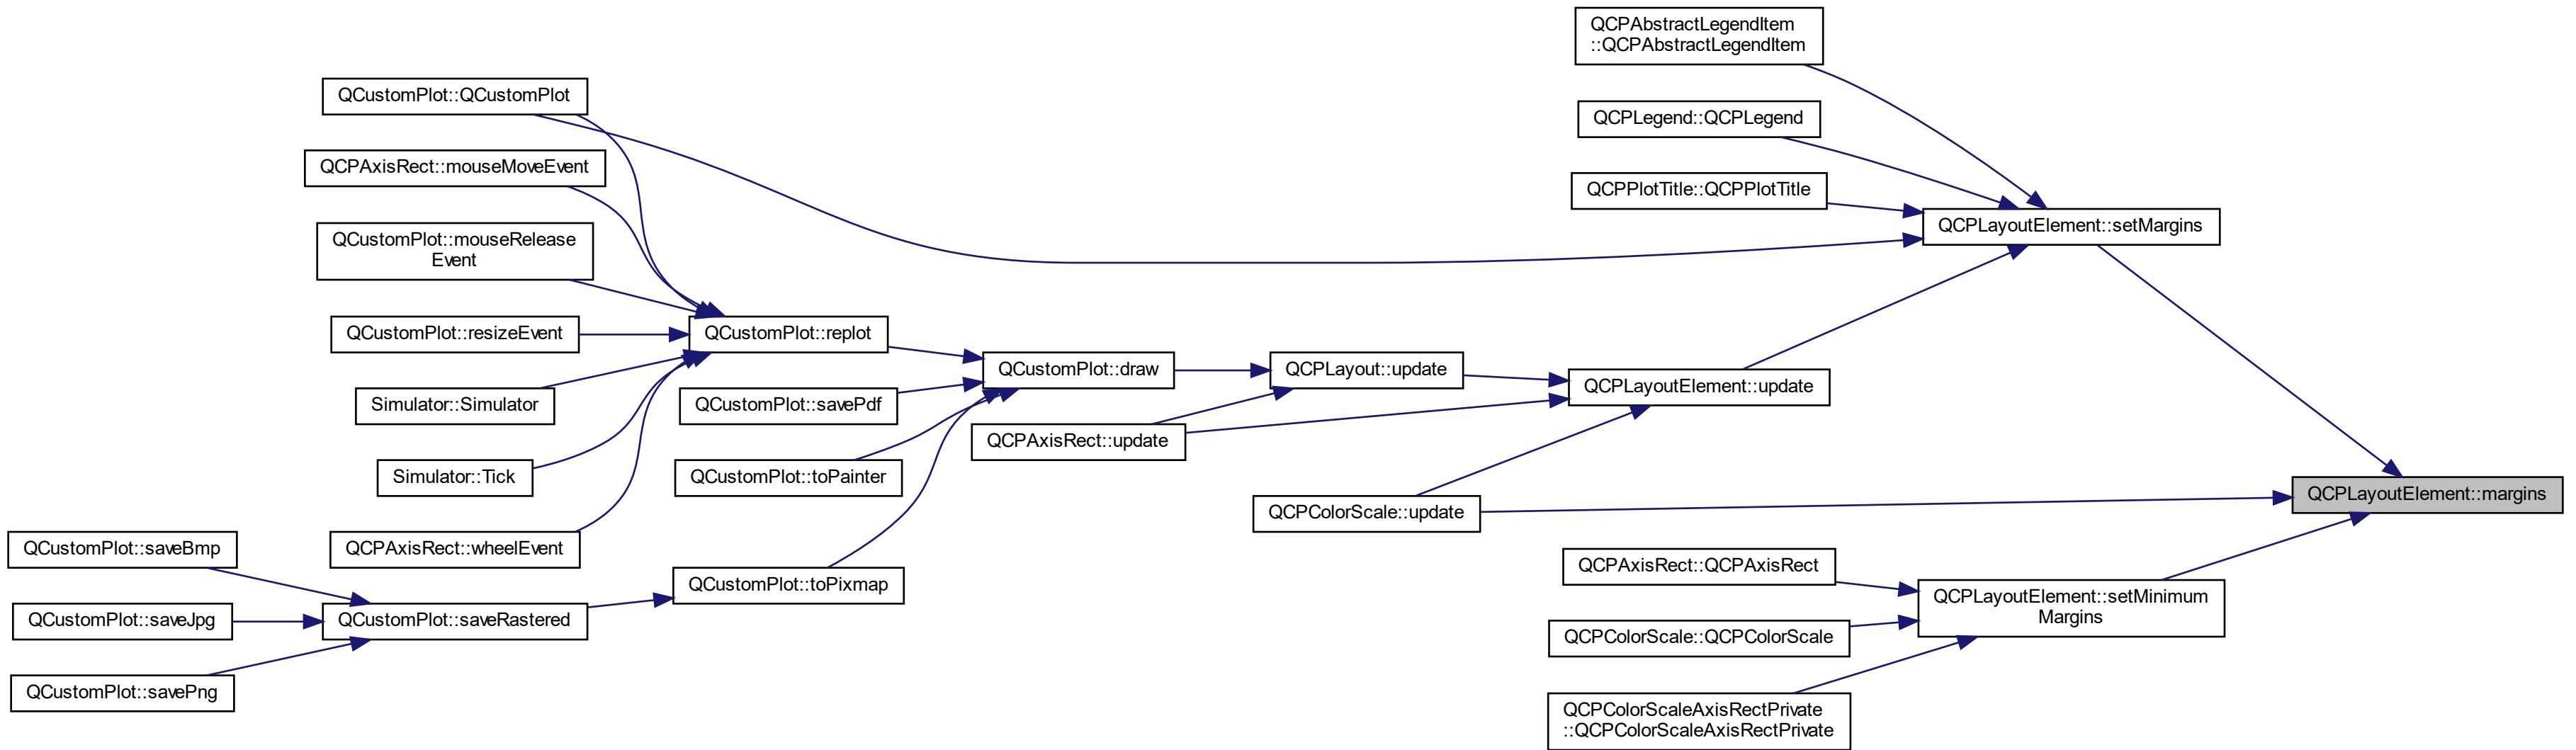 QCPAbstractLegendItem
::QCPAbstractLegendItem
QCustomPlot::QCustomPlot
QCPLegend::QCPLegend
QCPAxisRect::mouseMoveEvent
QCPPlotTitle::QCPPlotTitle
QCustomPlot::mouseRelease
Event
QCPLayoutElement::setMargins
QCustomPlot::resizeEvent
QCustomPlot::replot
QCustomPlot::draw
QCPLayout::update
QCPLayoutElement::update
Simulator::Simulator
QCustomPlot::savePdf
QCPAxisRect::update
Simulator::Tick
QCustomPlot::toPainter
QCPColorScale::update
QCPLayoutElement::margins
QCustomPlot::saveBmp
QCPAxisRect::wheelEvent
QCustomPlot::toPixmap
QCPAxisRect::QCPAxisRect
QCPLayoutElement::setMinimum
Margins
QCustomPlot::saveJpg
QCustomPlot::saveRastered
QCPColorScale::QCPColorScale
QCustomPlot::savePng
QCPColorScaleAxisRectPrivate
::QCPColorScaleAxisRectPrivate